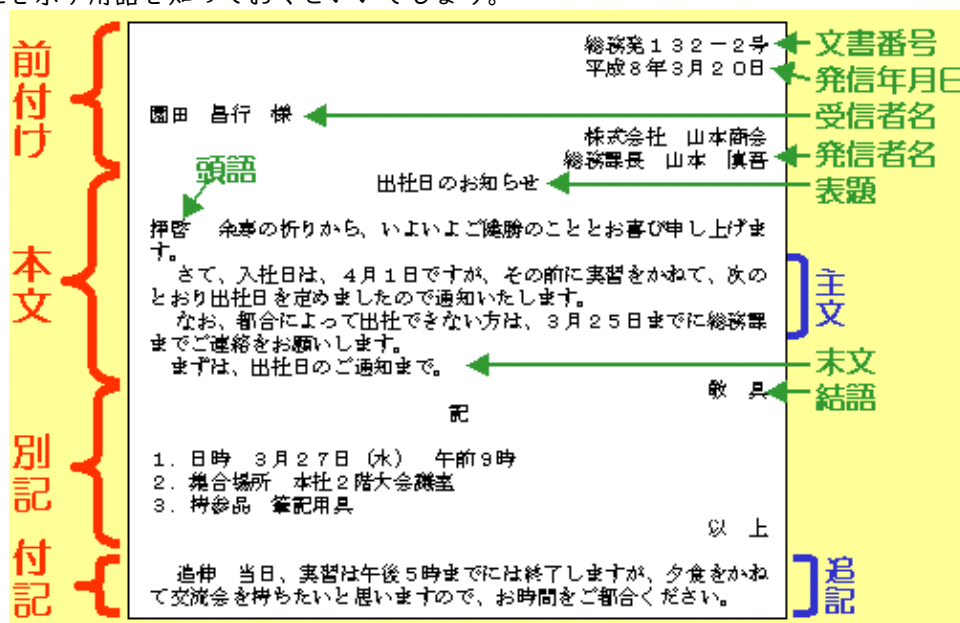 総務発132-2号
文書番号
平成8年3月20日
発信年月日
前付け
園田　昌行　様
受信者名
株式会社　山本商会
総務課長　山本　慎吾
発信者名
頭語
出社日のお知らせ
表題
拝啓　余寒の折りから、いよいよご隆勝のこととお喜び申し上げま
す。
さて、入社日は、4月1日ですが、その前に実習をかねて、次の
とおり出社日を定めましたので通知いたします。
なお、都合によって出社できない方は、3月25日までに総務課
までご連絡をお願いします。
主文
本文
まずは、出社日のご通知まで。
末文
敬　具
結語
記
別記
1．日時　3月27日（水）　午前9時
2．集合場所　本社2階大会議室
3．持参品　筆記用具
以　上
付記
追伸　当日、実習は午後5時までには終了しますが、夕食をかね
て交流会を持ちたいと思いますので、お時間をご都合ください。
追記